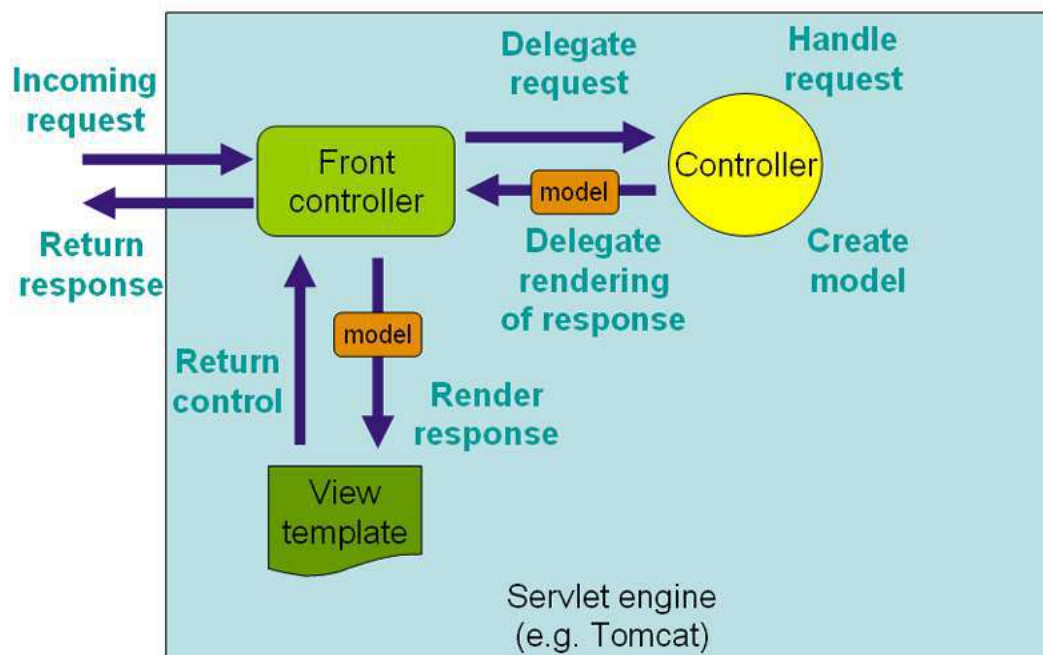 Incoming
request
Return
response
Front
controller
Delegate
request
Handle
request
Controller
model
Delegate
rendering
of response
Create
model
model
Return
control
Render
response
View
template
Servlet engine
(e.g. Tomcat)